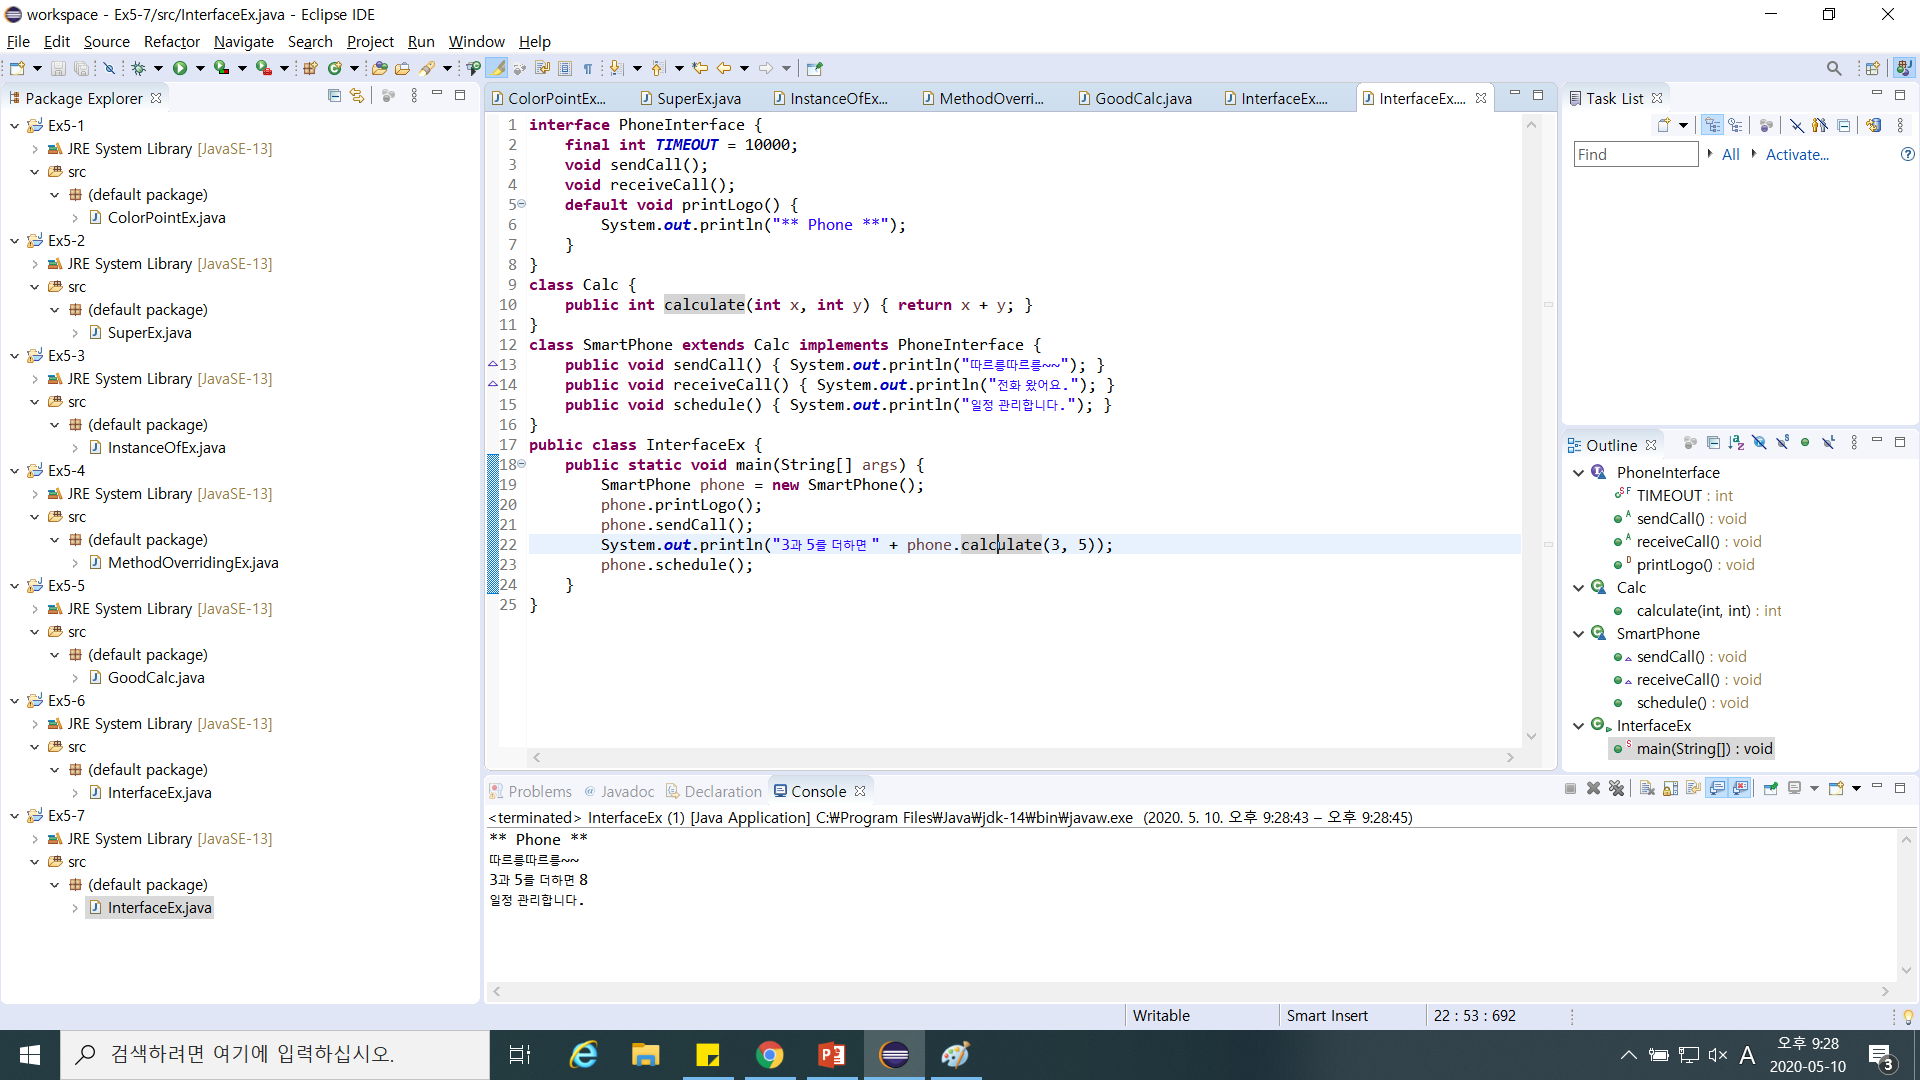 workspace - Ex5-7/src/InterfaceEx.java - Eclipse IDE
File Edit Source Refactor Navigate Search Project Run Window Help
Package Explorer
Ex5-1
JRE System Library [JavaSE-13]
src
(default package)
ColorPointEx.java
Ex5-2
JRE System Library [JavaSE-13]
src
(default package)
SuperEx.java
Ex5-3
JRE System Library [JavaSE-13]
src
(default package)
InstanceOfEx.java
Ex5-4
JRE System Library [JavaSE-13]
src
(default package)
MethodOverridingEx.java
Ex5-5
JRE System Library [JavaSE-13]
src
(default package)
GoodCalc.java
Ex5-6
JRE System Library [JavaSE-13]
src
(default package)
InterfaceEx.java
Ex5-7
JRE System Library [JavaSE-13]
src
(default package)
InterfaceEx.java
ColorPointEx... SuperEx.java InstanceOfEx... MethodOverri... GoodCalc.java InterfaceEx.... InterfaceEx....
1 interface PhoneInterface {
2 final int TIMEOUT = 10000;
3 void sendCall();
4 void receiveCall();
5 default void printLogo() {
6 System.out.println("** Phone **");
7 }
8 }
9 class Calc {
10 public int calculate(int x, int y) { return x + y; }
11 }
12 class SmartPhone extends Calc implements PhoneInterface {
13 public void sendCall() { System.out.println("따르릉따르릉~~"); }
14 public void receiveCall() { System.out.println("전화 왔어요."); }
15 public void schedule() { System.out.println("일정 관리합니다."); }
16 }
17 public class InterfaceEx {
18 public static void main(String[] args) {
19 SmartPhone phone = new SmartPhone();
20 phone.printLogo();
21 phone.sendCall();
22 System.out.println("3과 5를 더하면 " + phone.calculate(3, 5));
23 phone.schedule();
24 }
25 }
Task List
Find All Activate...
Outline
PhoneInterface
TIMEOUT : int
sendCall() : void
receiveCall() : void
printLogo() : void
Calc
calculate(int, int) : int
SmartPhone
sendCall() : void
receiveCall() : void
schedule() : void
InterfaceEx
main(String[]) : void
Problems Javadoc Declaration Console
<terminated> InterfaceEx (1) [Java Application] C:₩Program Files₩Java₩jdk-14₩bin₩javaw.exe (2020. 5. 10. 오후 9:28:43 – 오후 9:28:45)
** Phone **
따르릉따르릉~~
3과 5를 더하면 8
일정 관리합니다.
Writable Smart Insert 22 : 53 : 692
검색하려면 여기에 입력하십시오.
A
오후 9:28
2020-05-10
3